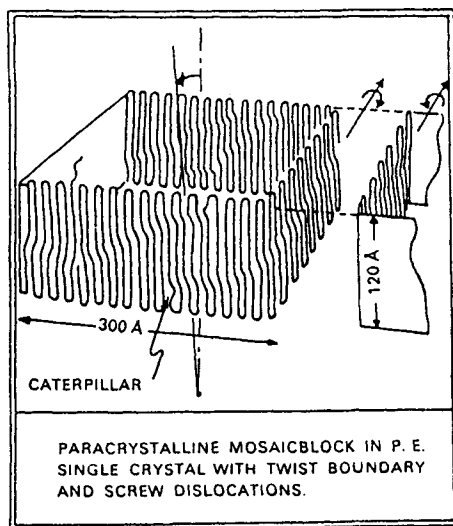 120 Å
300 Å
CATERPILLAR
PARACRYSTALLINE MOSAICBLOCK IN P. E.
SINGLE CRYSTAL WITH TWIST BOUNDARY
AND SCREW DISLOCATIONS.